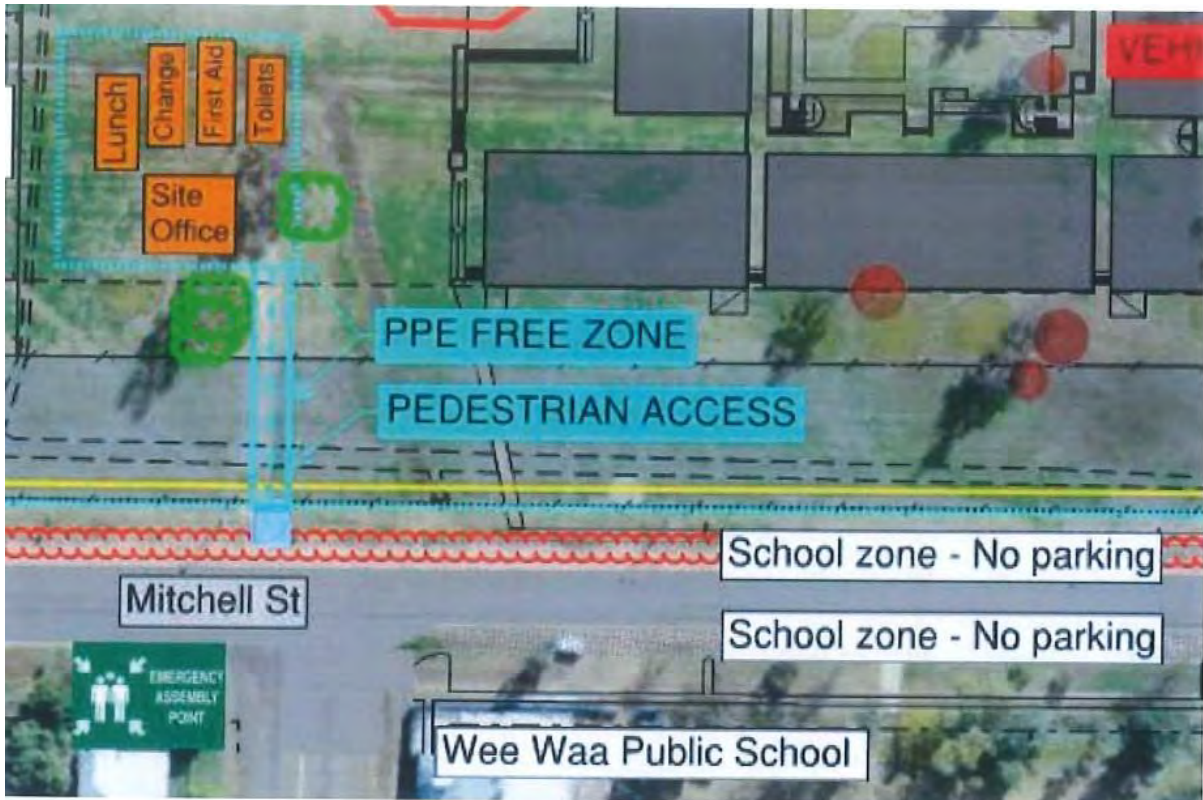 Lunch
Change
First Aid
Toilets
Site
Office
PPE FREE ZONE
PEDESTRIAN ACCESS
School zone - No parking
Mitchell St
School zone - No parking
EMERGENCY
ASSEMBLY
POINT
Wee Waa Public School